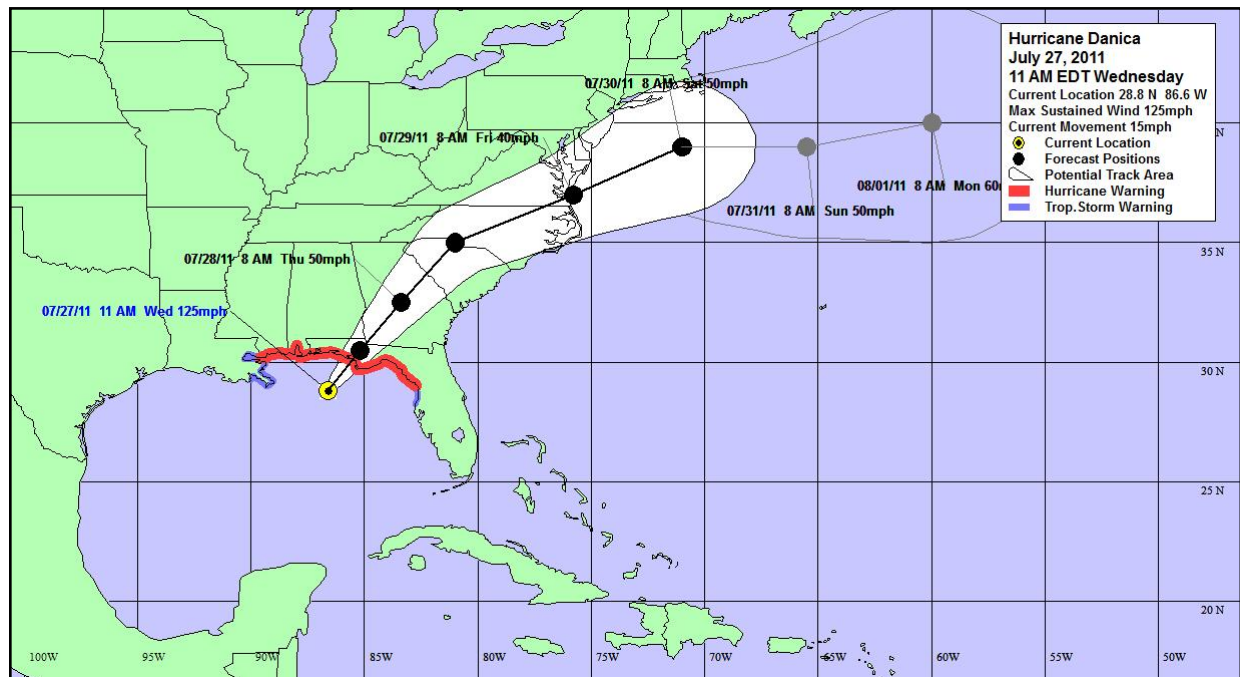 Hurricane Danica
July 27, 2011
11 AM EDT Wednesday
Current Location 28.8 N 86.6 W
Max Sustained Wind 125mph
Current Movement 15mph
Current Location
Forecast Positions
Potential Track Area
Hurricane Warning
Trop.Storm Warning
07/30/11 8 AM Sat 50mph
07/29/11 8 AM Fri 40mph
08/01/11 8 AM Mon
07/31/11 8 AM Sun 50mph
07/28/11 8 AM Thu 50mph
07/27/11 11 AM Wed 125mph
35 N
30 N
25 N
20 N
100W
95W
90W
85W
80W
75W
70W
65W
60W
55W
50W